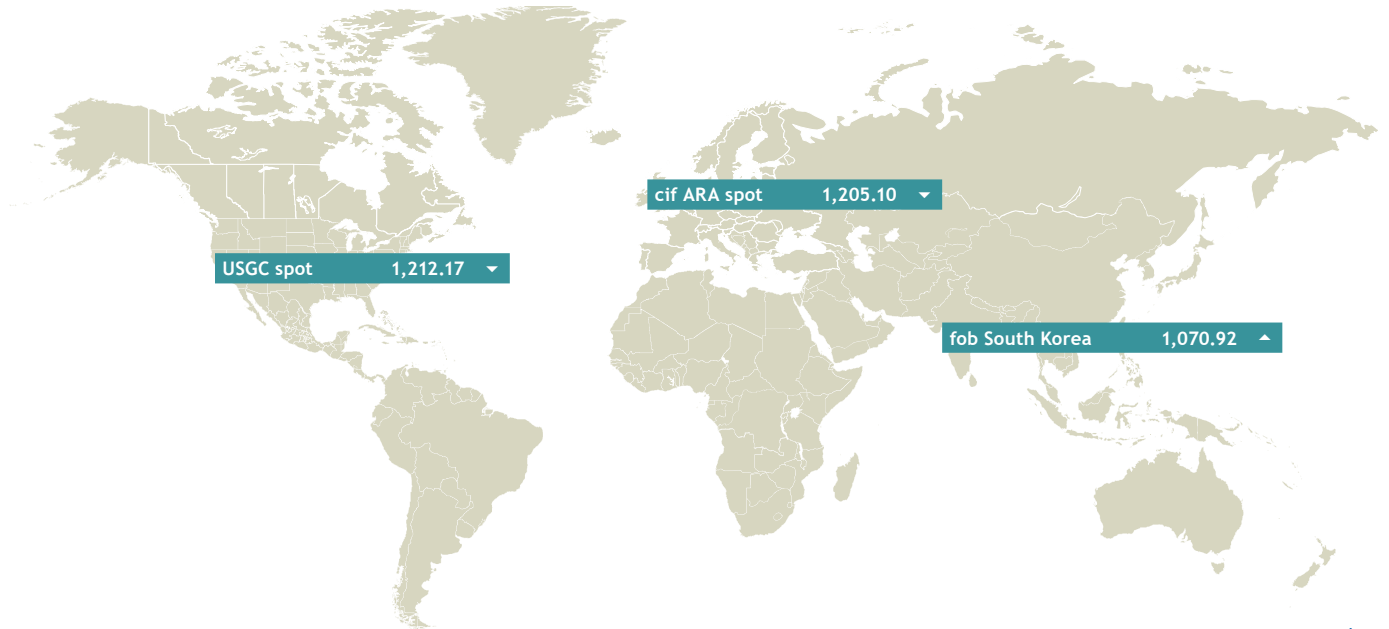 cif ARA spot 1,205.10
USGC spot 1,212.17
fob South Korea 1,070.92